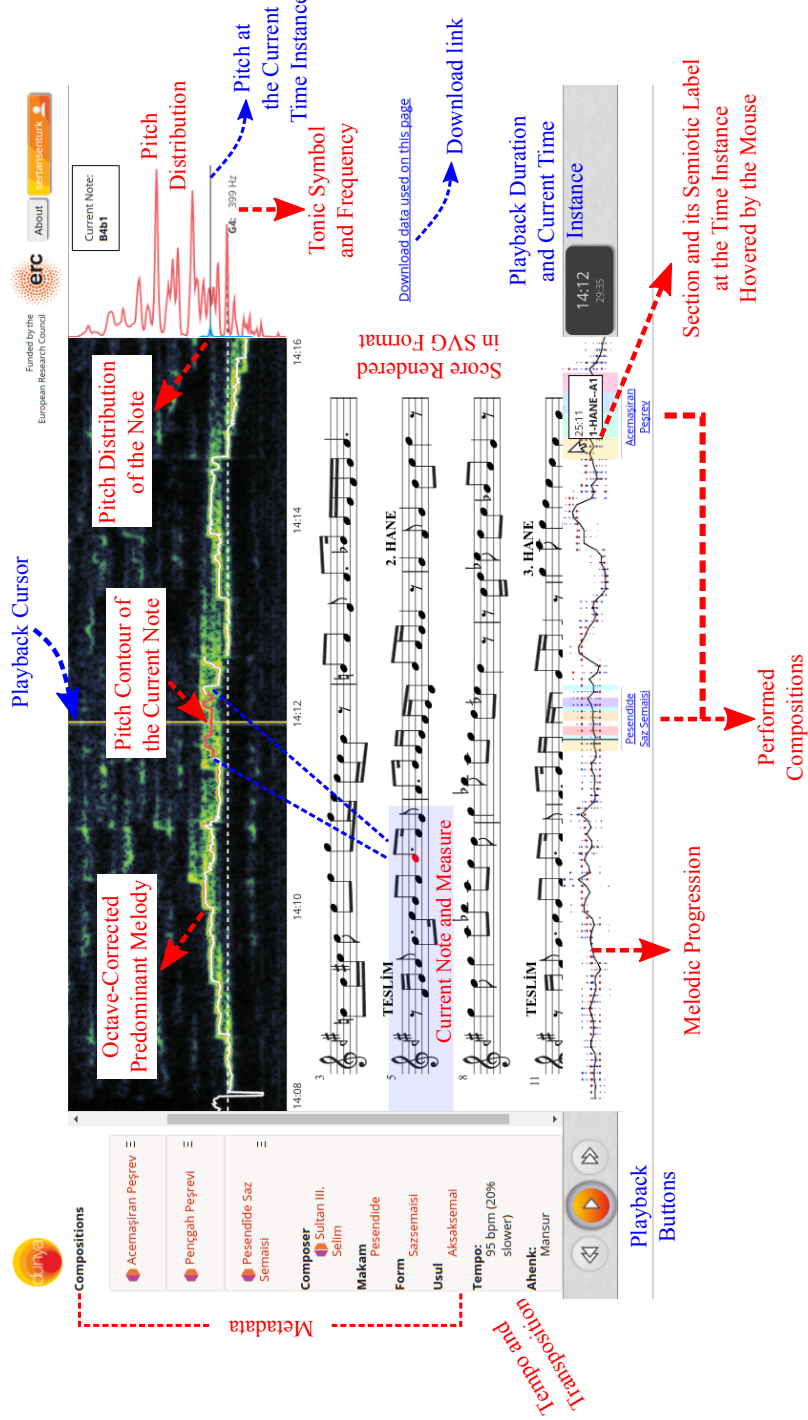 Playback Cursor
dunya
Funded by the
European Research Council
erc
About
sertansenturk
Compositions
Acemaşiran Peşrev
Pençgah Peşrevi
Pesendîde Saz
Semaisi
Composer
Sultan III.
Selim
Makam
Pesendide
Form
Sazsemaisi
Usul
Aksaksemai
Tempo:
95 bpm (20%
slower)
Ahenk:
Mansur
Metadata
Tempo and
Transposition
Octave-Corrected
Predominant Melody
Pitch Contour of
the Current Note
Pitch Distribution
of the Note
Current Note:
B4b1
Pitch
Distribution
Pitch at
the Current
Time Instance
G4: 399 Hz
Tonic Symbol
and Frequency
14:08
14:10
14:12
14:14
14:16
3
5
TESLİM
2. HANE
Current Note and Measure
8
11
TESLİM
3. HANE
Score Rendered
in SVG Format
Download data used on this page
Download link
Playback Duration
and Current Time
Instance
14:12
29:35
25:11
1-HANE--A1
Pesendîde
Saz Semaisi
Acemaşiran
Peşrev
Playback
Buttons
Melodic Progression
Performed
Compositions
Section and its Semiotic Label
at the Time Instance
Hovered by the Mouse